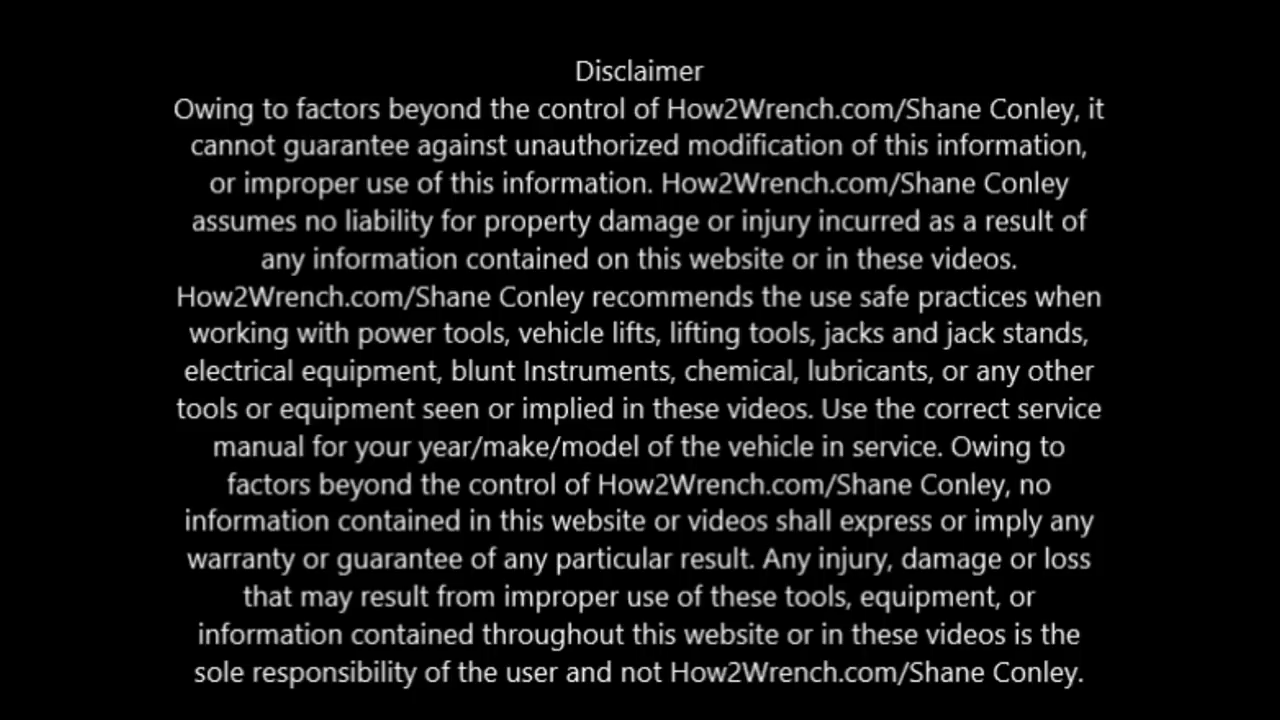 Disclaimer
Owing to factors beyond the control of How2Wrench.com/Shane Conley, it
cannot guarantee against unauthorized modification of this information,
or improper use of this information. How2Wrench.com/Shane Conley
assumes no liability for property damage or injury incurred as a result of
any information contained on this website or in these videos.
How2Wrench.com/Shane Conley recommends the use safe practices when
working with power tools, vehicle lifts, lifting tools, jacks and jack stands,
electrical equipment, blunt Instruments, chemical, lubricants, or any other
tools or equipment seen or implied in these videos. Use the correct service
manual for your year/make/model of the vehicle in service. Owing to
factors beyond the control of How2Wrench.com/Shane Conley, no
information contained in this website or videos shall express or imply any
warranty or guarantee of any particular result. Any injury, damage or loss
that may result from improper use of these tools, equipment, or
information contained throughout this website or in these videos is the
sole responsibility of the user and not How2Wrench.com/Shane Conley.